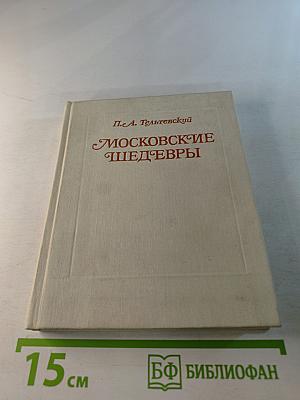 П. А. Тельтевский
МОСКОВСКИЕ
ШЕДЕВРЫ
15 см
БФ БИБЛИОФАН